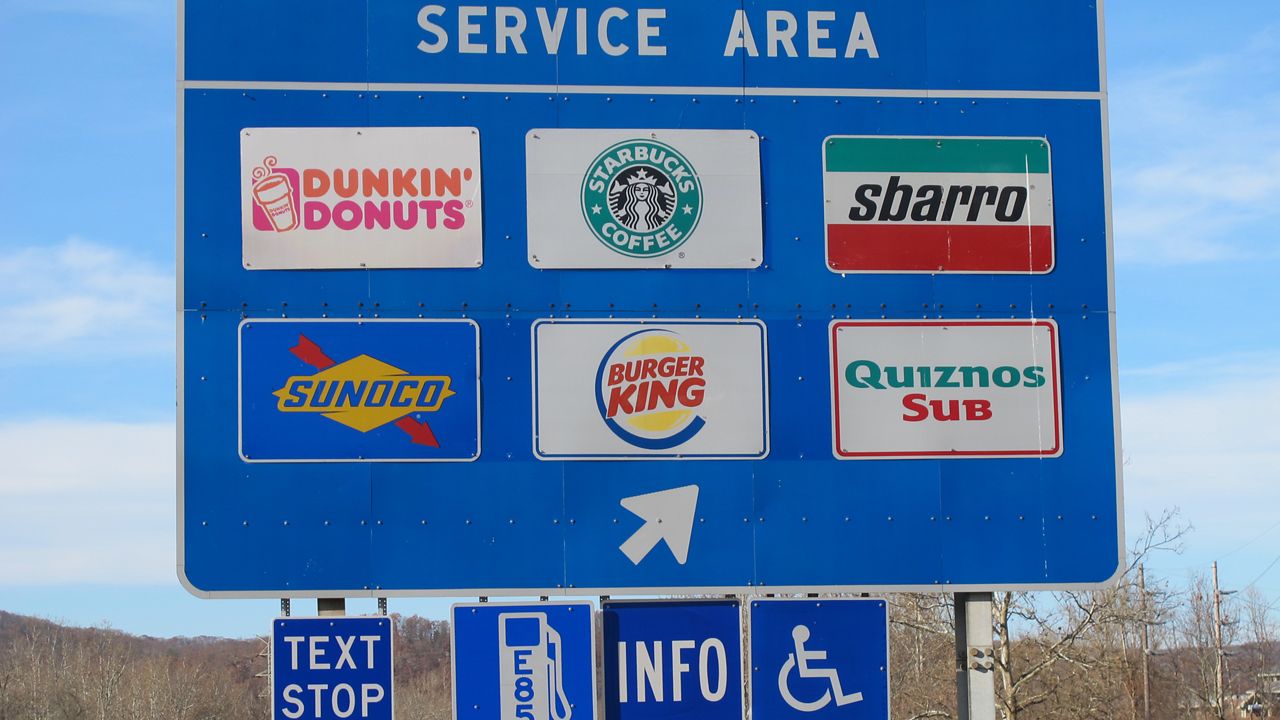 SERVICE AREA
DUNKIN'
DONUTS®
STARBUCKS
COFFEE
®
sbarro
SUNOCO
BURGER
KING
QUIZNOS
SUB
TEXT
STOP
E85
INFO